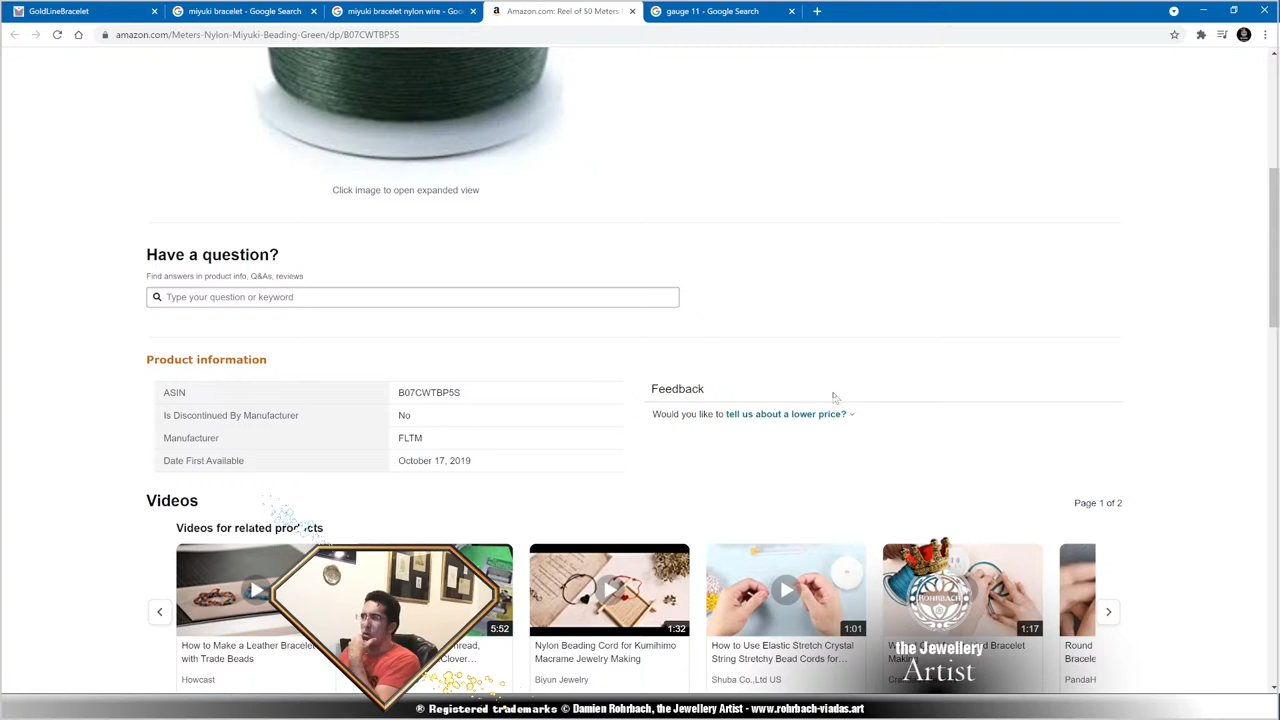 GoldLineBracelet
miyuki bracelet - Google Search
miyuki bracelet nylon wire - Goo
Amazon.com: Reel of 50 Meters
gauge 11 - Google Search
amazon.com/Meters-Nylon-Miyuki-Beading-Green/dp/B07CWTBP5S
Click image to open expanded view
Have a question?
Find answers in product info, Q&As, reviews
Type your question or keyword
Product information
ASIN B07CWTBP5S
Is Discontinued By Manufacturer No
Manufacturer FLTM
Date First Available October 17, 2019
Feedback
Would you like to tell us about a lower price?
Videos
Page 1 of 2
Videos for related products
5:52
1:32
1:01
1:17
How to Make a Leather Bracelet
with Trade Beads
Howcast
hread,
Clover...
Nylon Beading Cord for Kumihimo
Macrame Jewelry Making
Biyun Jewelry
How to Use Elastic Stretch Crystal
String Stretchy Bead Cords for...
Shuba Co.,Ltd US
Bracelet
Making
Round
Bracele
PandaH
ROHRBACH
the Jewellery
Artist
® Registered trademarks © Damien Rohrbach, the Jewellery Artist - www.rohrbach-viadas.art